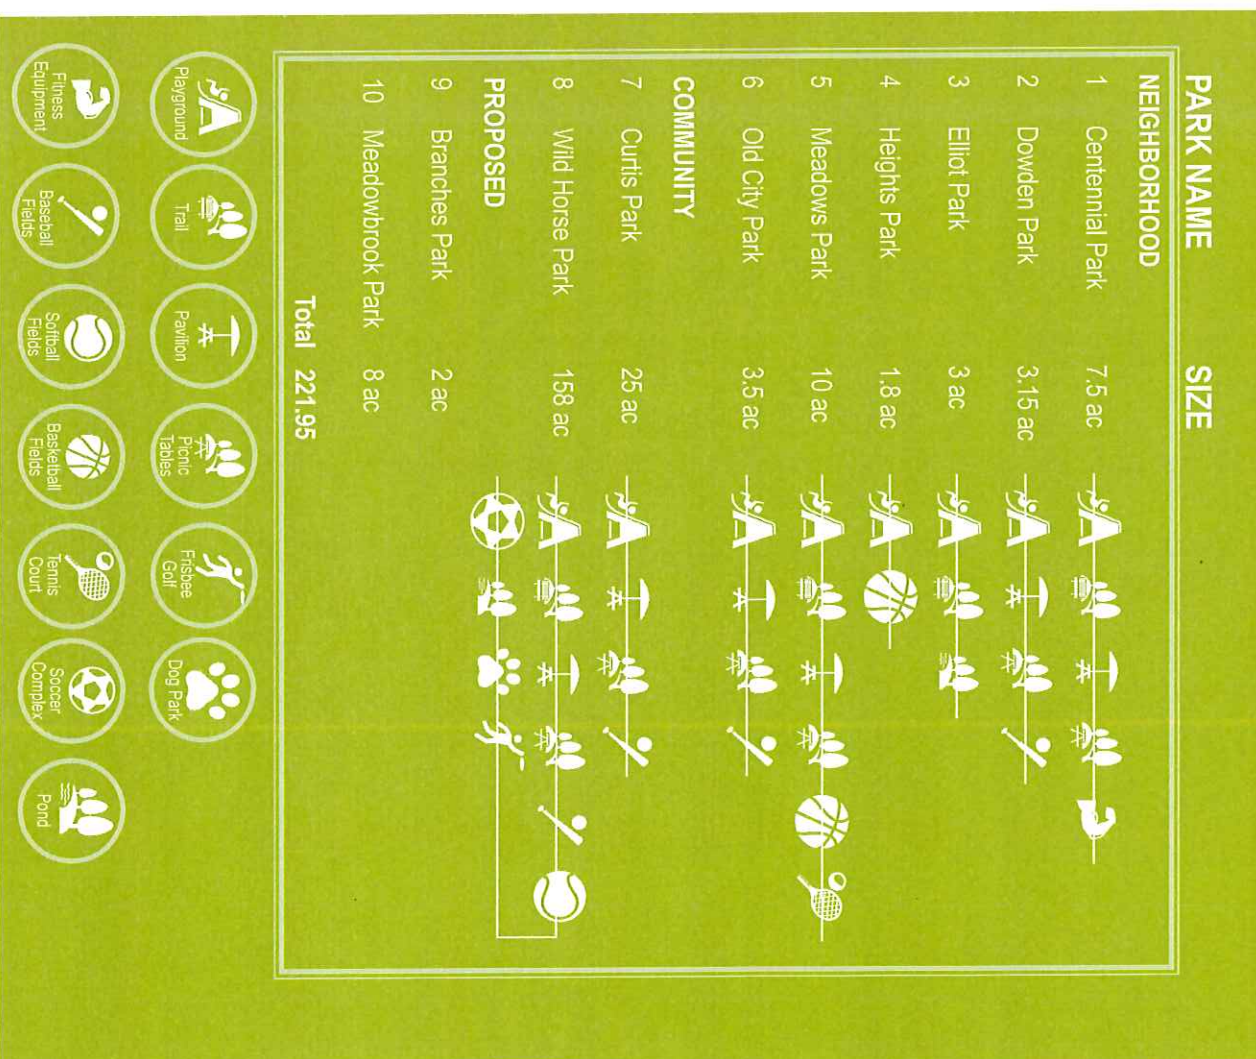 PARK NAME SIZE
NEIGHBORHOOD
1 Centennial Park 7.5 ac
2 Dowden Park 3.15 ac
3 Elliot Park 3 ac
4 Heights Park 1.8 ac
5 Meadows Park 10 ac
6 Old City Park 3.5 ac
COMMUNITY
7 Curtis Park 25 ac
8 Wild Horse Park 158 ac
PROPOSED
9 Branches Park 2 ac
10 Meadowbrook Park 8 ac
Total 221.95
Playground
Trail
Pavilion
Picnic
Tables
Frisbee
Golf
Dog Park
Fitness
Equipment
Baseball
Fields
Softball
Fields
Basketball
Fields
Tennis
Court
Soccer
Complex
Pond